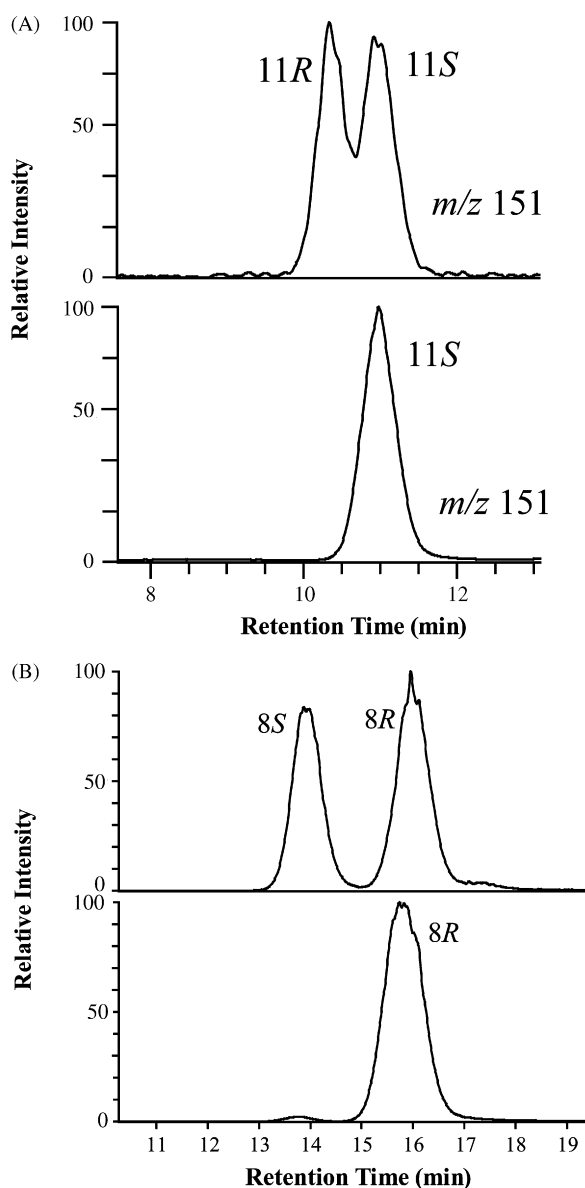 (A)
100
11R
11S
50
m/z 151
0
Relative Intensity
100
11S
50
m/z 151
0
8 10 12
Retention Time (min)
(B)
100
8S
8R
50
0
Relative Intensity
100
8R
50
0
11 12 13 14 15 16 17 18 19
Retention Time (min)